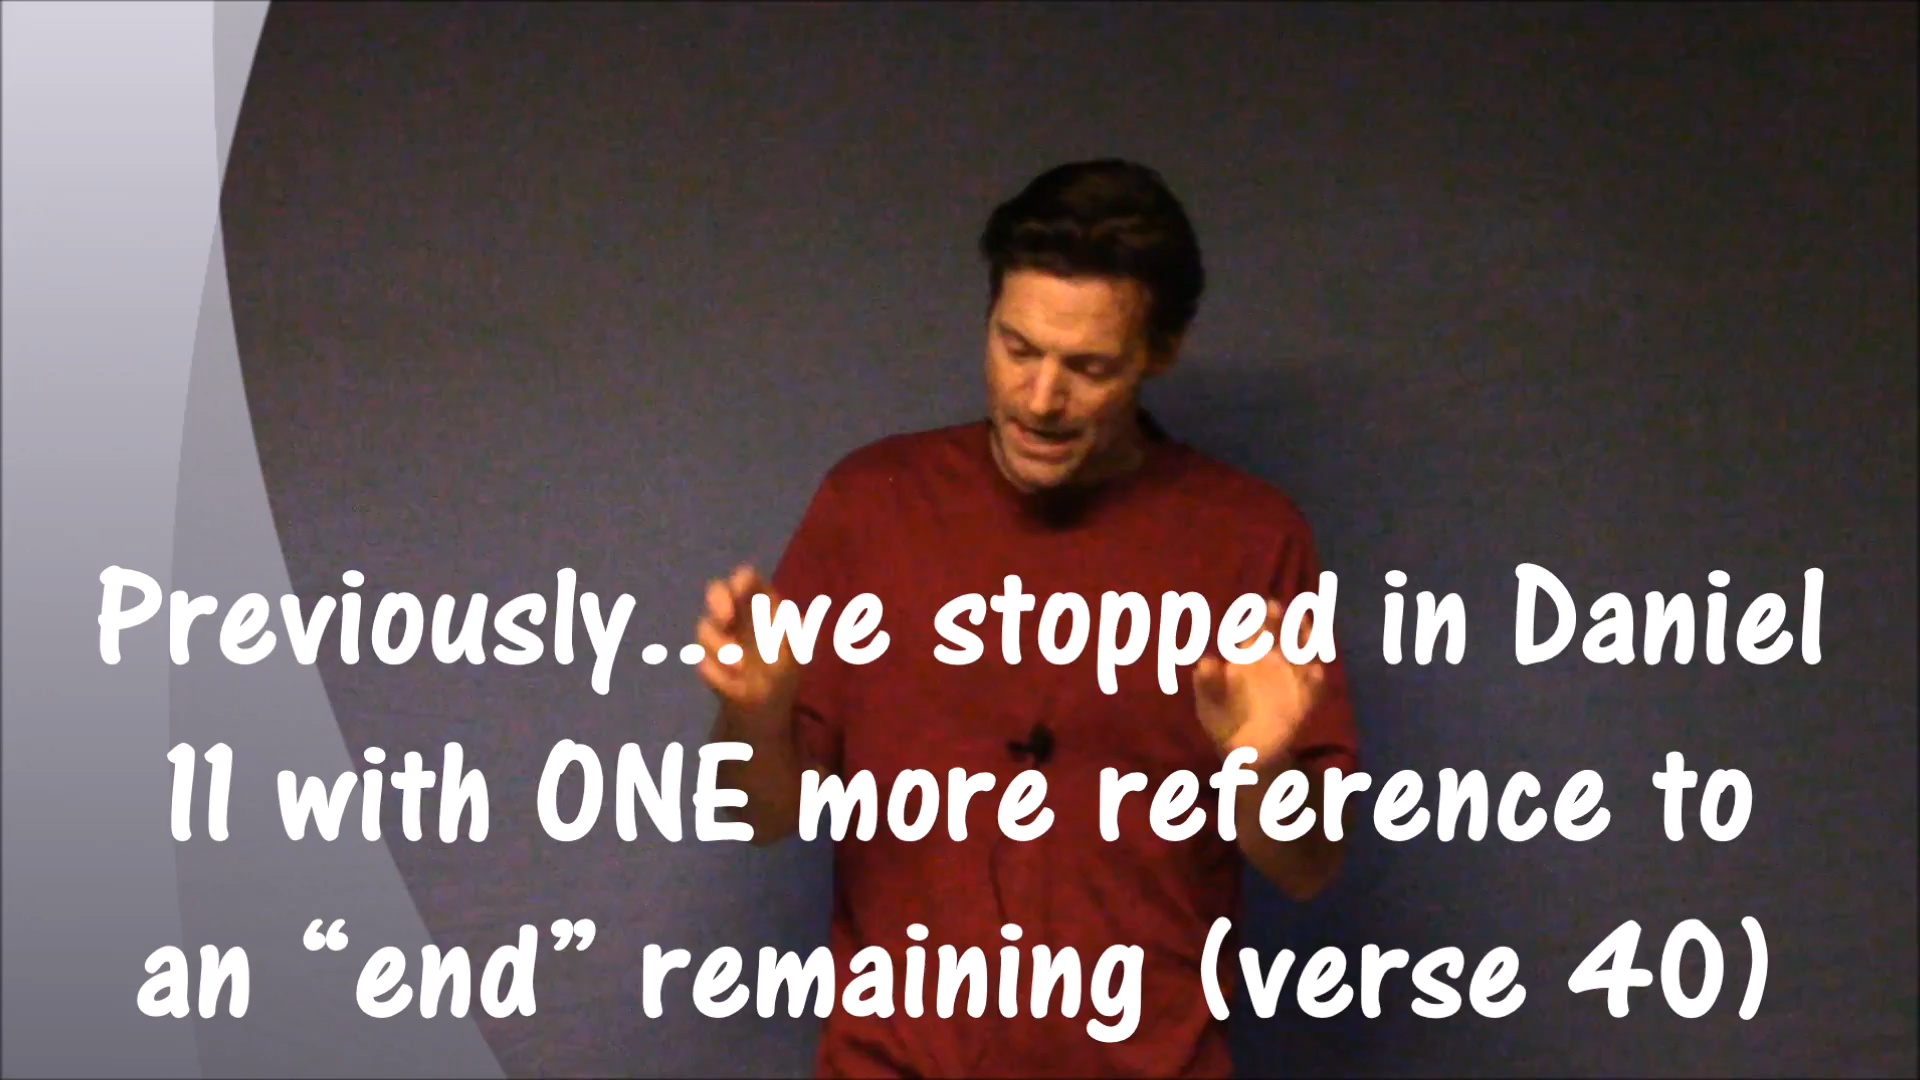 Previously...we stopped in Daniel
11 with ONE more reference to
an “end” remaining (verse 40)